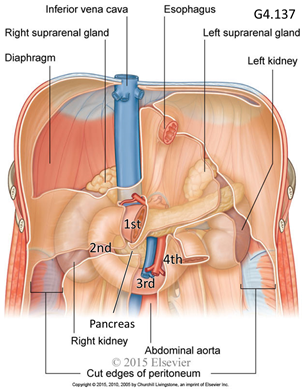 Inferior vena cava
Esophagus
G4.137
Right suprarenal gland
Left suprarenal gland
Diaphragm
Left kidney
1st
2nd
4th
3rd
Pancreas
Right kidney
Abdominal aorta
© 2015 Elsevier
Cut edges of peritoneum
Copyright © 2015, 2010, 2005 by Churchill Livingstone, an imprint of Elsevier, Inc.